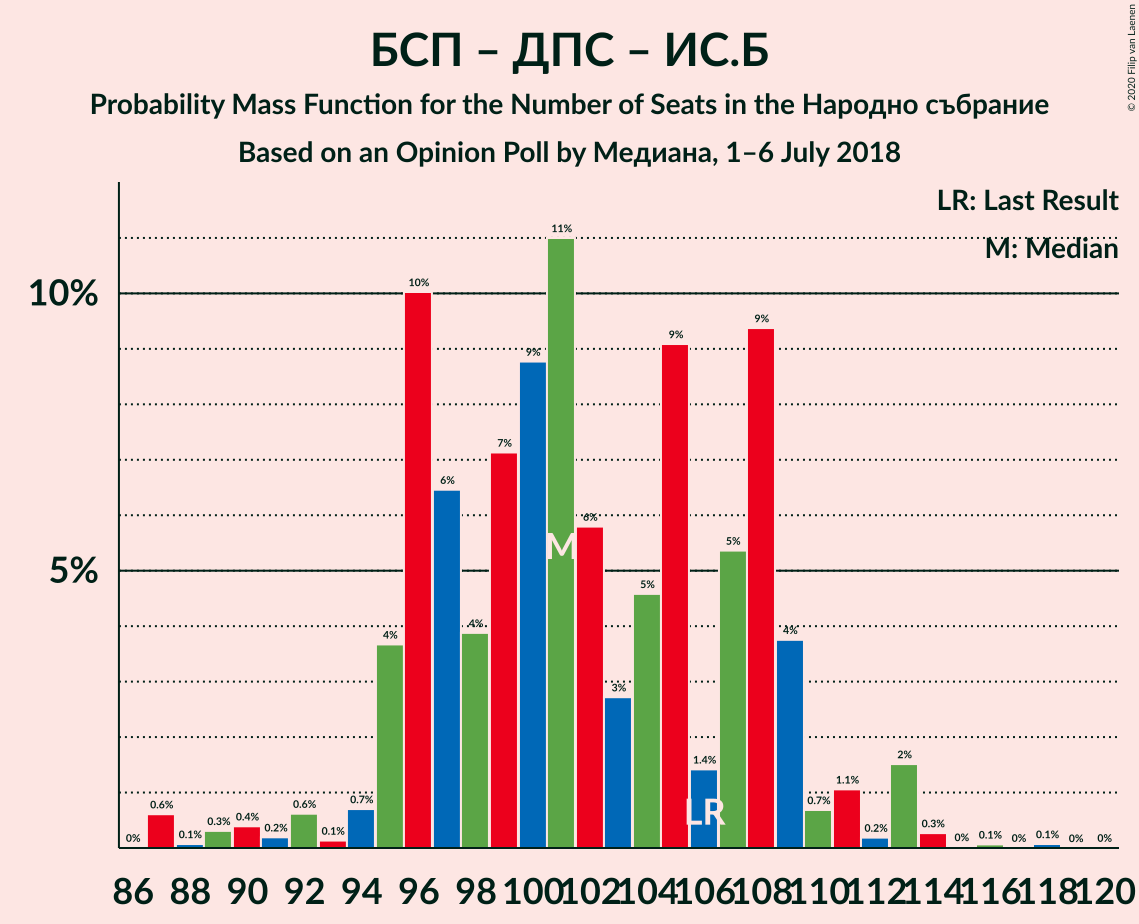 БСП – ДПС – ИС.Б
© 2020 Filip van Laenen
Probability Mass Function for the Number of Seats in the Народно събрание
Based on an Opinion Poll by Медиана, 1–6 July 2018
LR: Last Result
M: Median
10%
5%
0% 0.6% 0.1% 0.3% 0.4% 0.2% 0.6% 0.1% 0.7% 4% 10% 6% 4% 7% 9% 11% 6% 3% 5% 9% 1.4% 5% 9% 4% 0.7% 1.1% 0.2% 2% 0.3% 0% 0.1% 0% 0.1% 0% 0%
M
LR
86 88 90 92 94 96 98 100 102 104 106 108 110 112 114 116 118 120